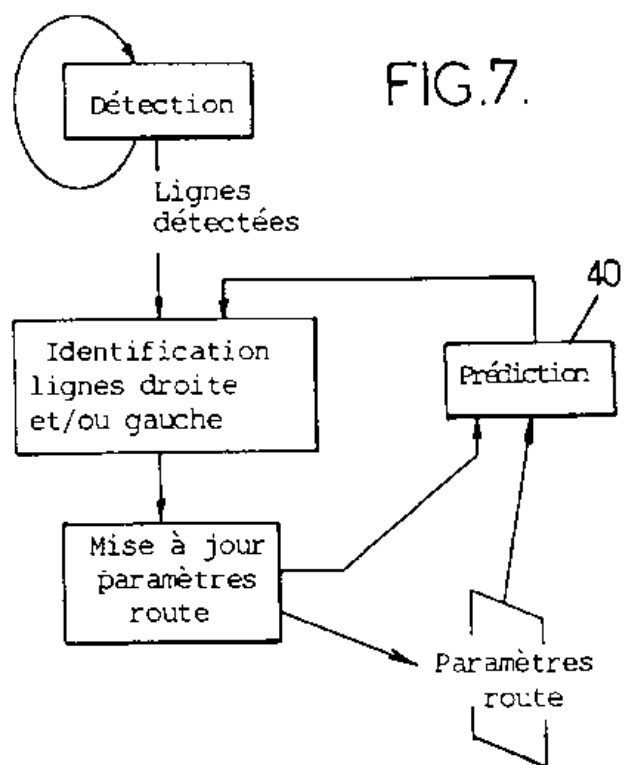 FIG.7.
Détection
Lignes
détectées
40
Identification
lignes droite
et/ou gauche
Prédiction
Mise à jour
paramètres
route
Paramètres
route